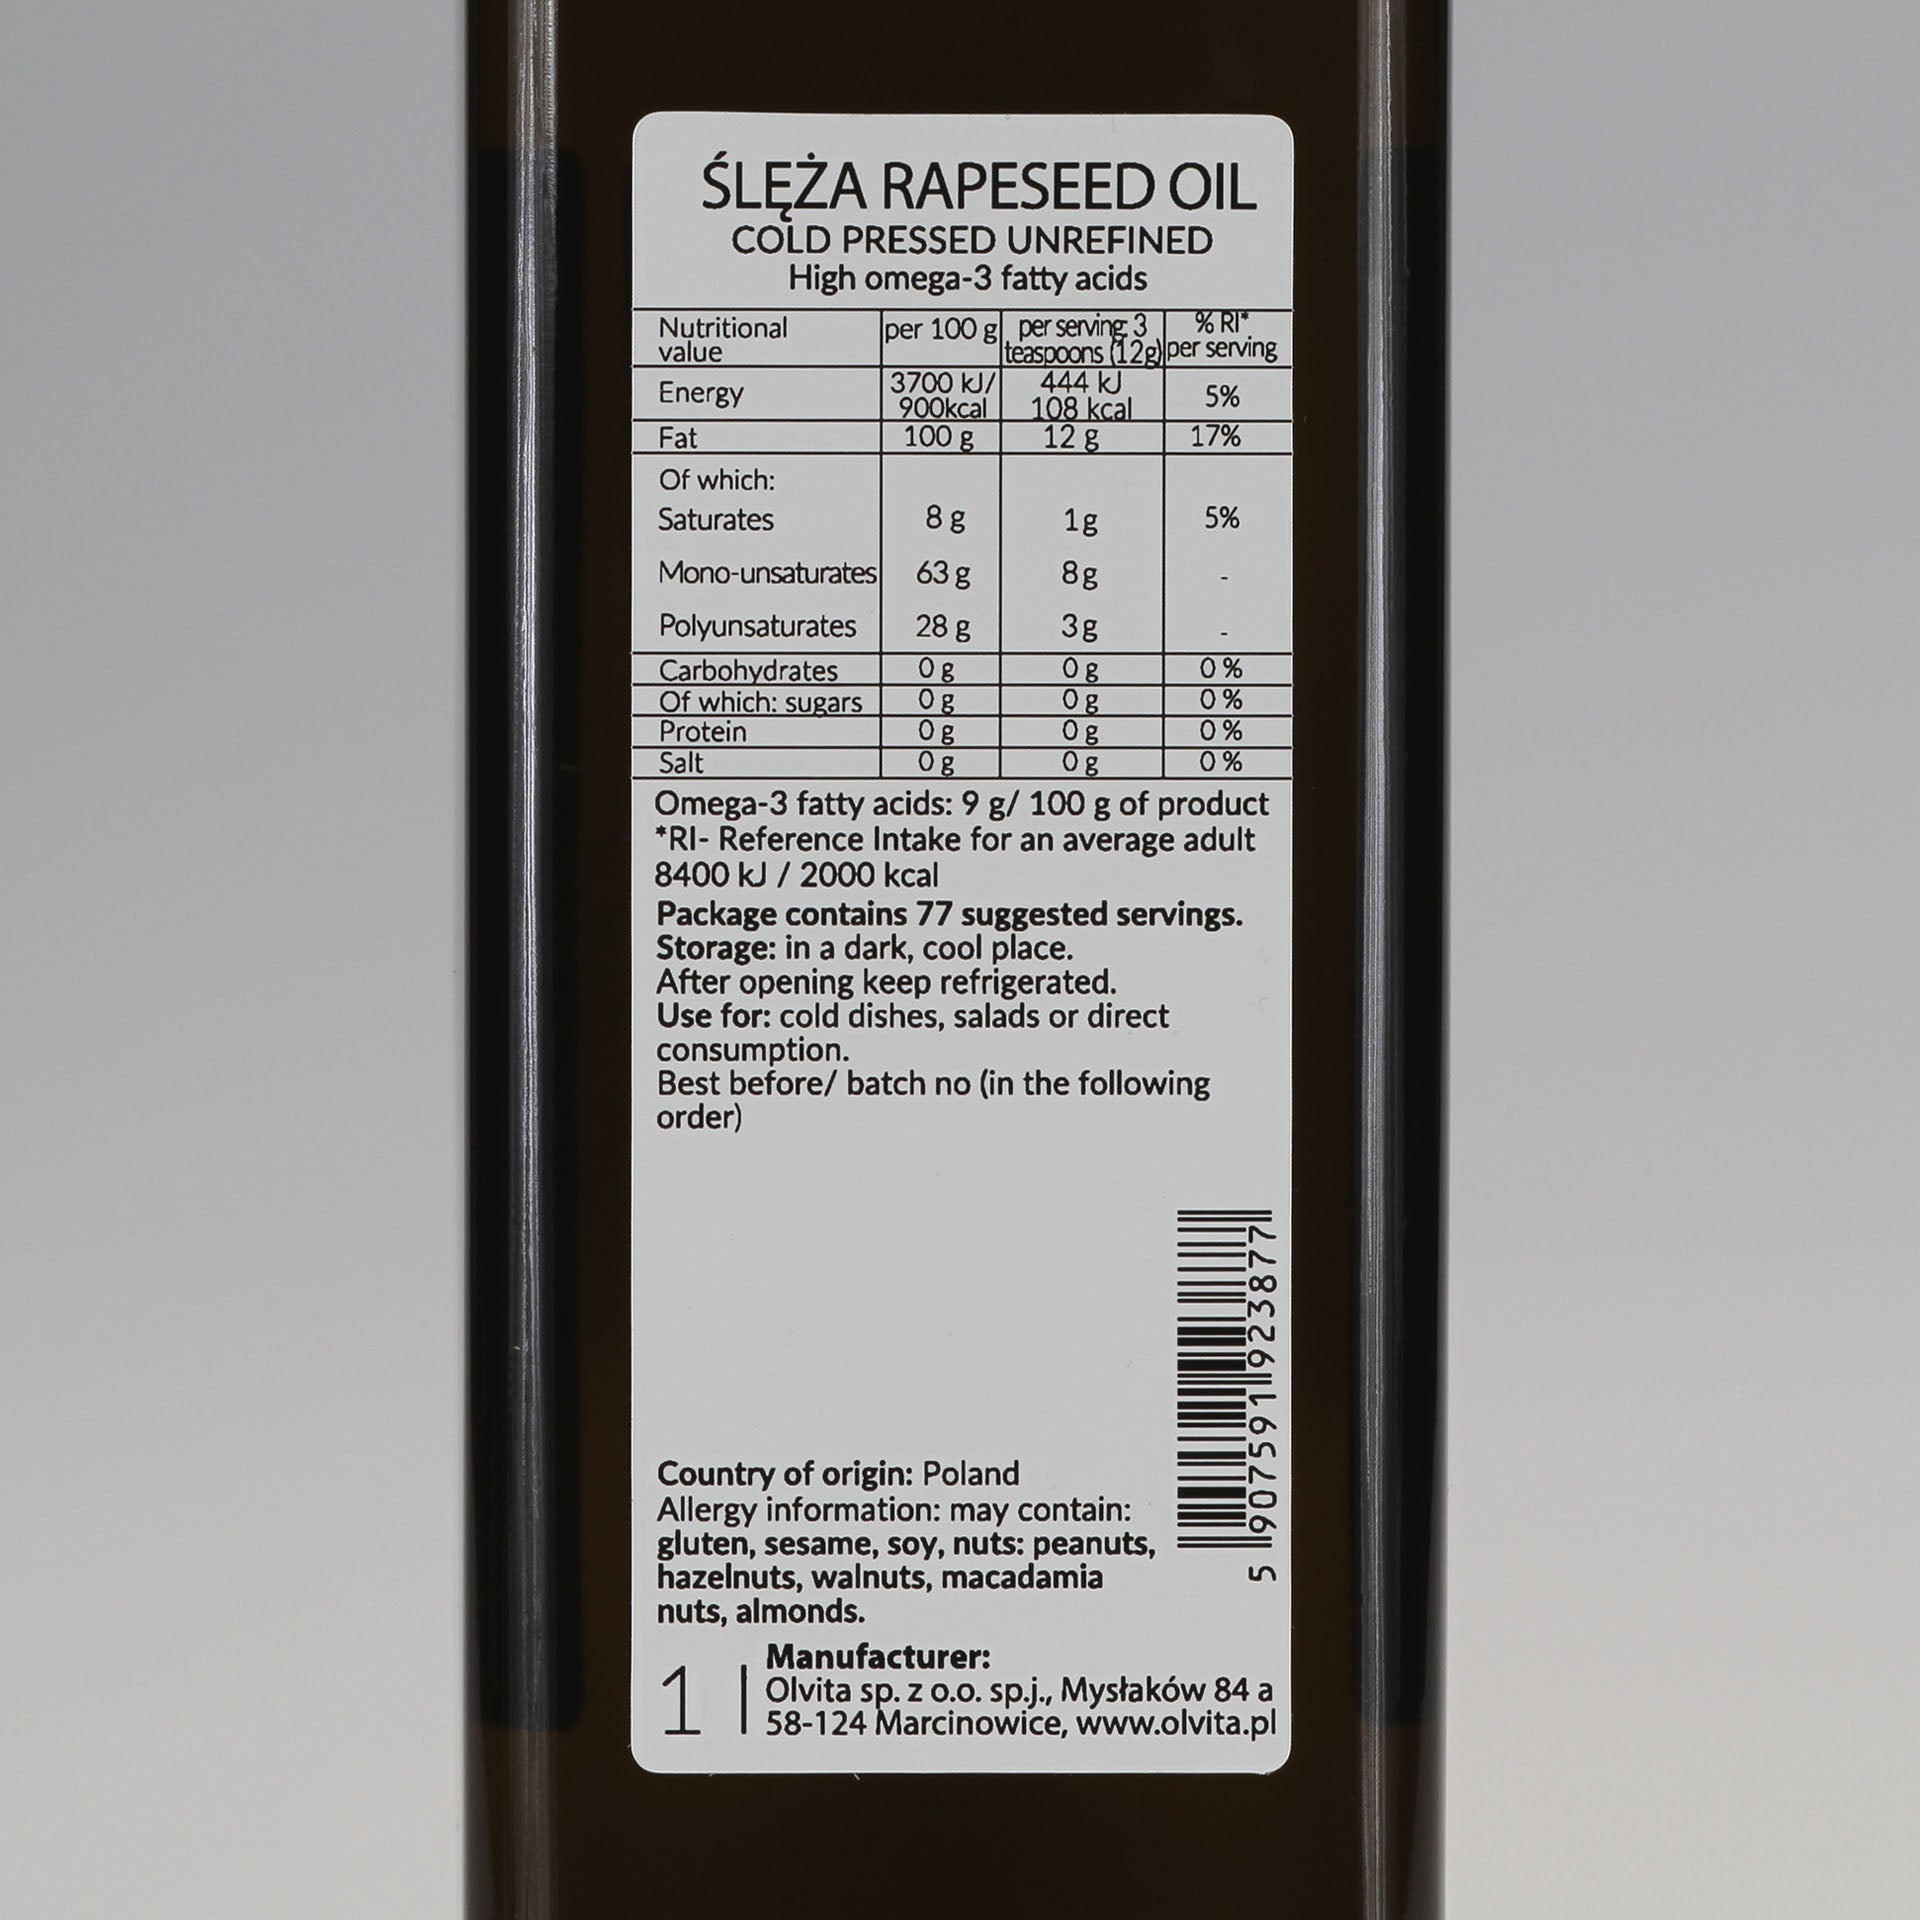 ŚLĘŻA RAPESEED OIL
COLD PRESSED UNREFINED
High omega-3 fatty acids
Nutritional value per 100 g per serving: 3 teaspoons (12g) % RI* per serving
Energy 3700 kJ/ 900kcal 444 kJ 108 kcal 5%
Fat 100 g 12 g 17%
Of which:
Saturates 8 g 1 g 5%
Mono-unsaturates 63 g 8 g -
Polyunsaturates 28 g 3 g -
Carbohydrates 0 g 0 g 0 %
Of which: sugars 0 g 0 g 0 %
Protein 0 g 0 g 0 %
Salt 0 g 0 g 0 %
Omega-3 fatty acids: 9 g/ 100 g of product
*RI- Reference Intake for an average adult
8400 kJ / 2000 kcal
Package contains 77 suggested servings.
Storage: in a dark, cool place.
After opening keep refrigerated.
Use for: cold dishes, salads or direct
consumption.
Best before/ batch no (in the following
order)
5 907591 923877
Country of origin: Poland
Allergy information: may contain:
gluten, sesame, soy, nuts: peanuts,
hazelnuts, walnuts, macadamia
nuts, almonds.
1
Manufacturer:
Olvita sp. z o.o. sp.j., Mysłaków 84 a
58-124 Marcinowice, www.olvita.pl